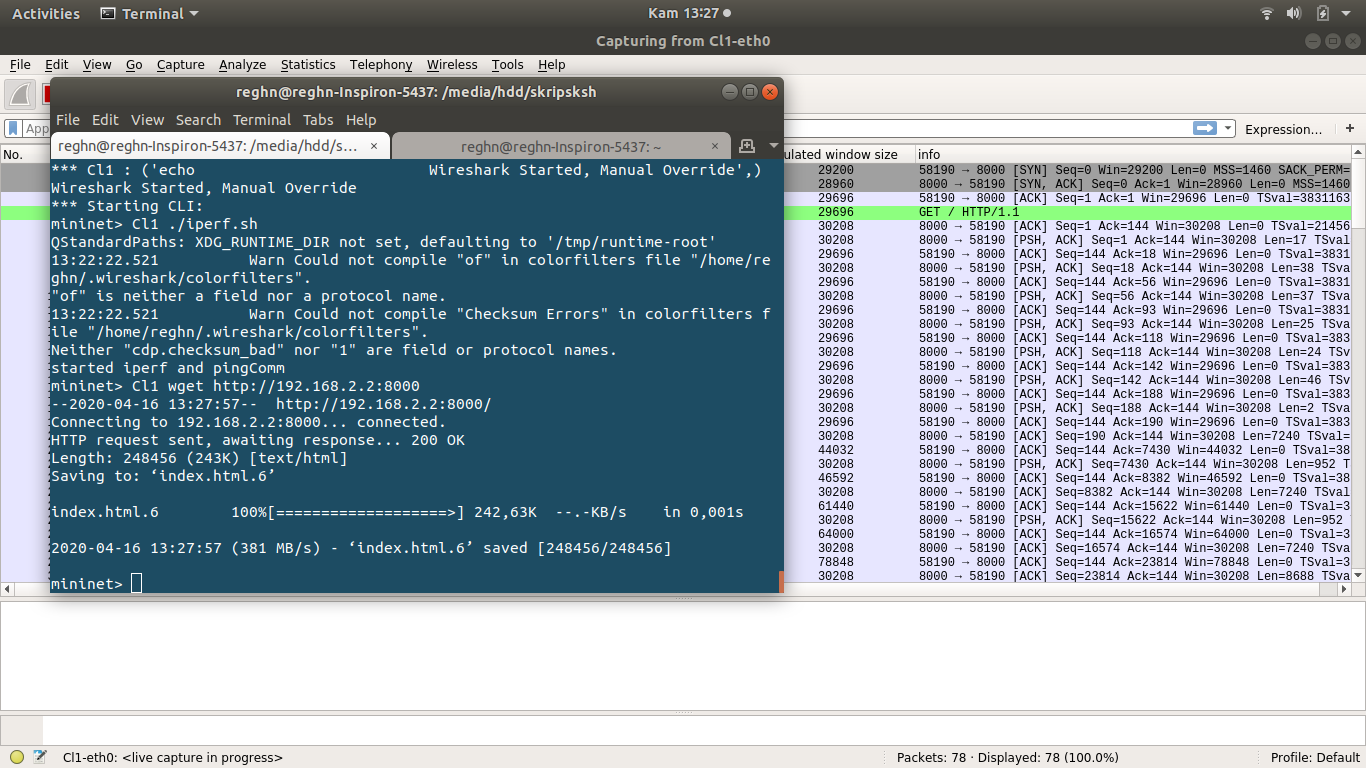 Activities Terminal Kam 13:27
Capturing from Cl1-eth0
File Edit View Go Capture Analyze Statistics Telephony Wireless Tools Help
reghn@reghn-Inspiron-5437: /media/hdd/skripsksh
File Edit View Search Terminal Tabs Help
App Expression... +
reghn@reghn-Inspiron-5437: /media/hdd/s... × reghn@reghn-Inspiron-5437: ~ ×
No. ulated window size info
*** Cl1 : ('echo                          Wireshark Started, Manual Override',)
Wireshark Started, Manual Override
*** Starting CLI:
mininet> Cl1 ./iperf.sh
QStandardPaths: XDG_RUNTIME_DIR not set, defaulting to '/tmp/runtime-root'
13:22:22.521          Warn Could not compile "of" in colorfilters file "/home/re
ghn/.wireshark/colorfilters".
"of" is neither a field nor a protocol name.
13:22:22.521          Warn Could not compile "Checksum Errors" in colorfilters f
ile "/home/reghn/.wireshark/colorfilters".
Neither "cdp.checksum_bad" nor "1" are field or protocol names.
started iperf and pingComm
mininet> Cl1 wget http://192.168.2.2:8000
--2020-04-16 13:27:57--  http://192.168.2.2:8000/
Connecting to 192.168.2.2:8000... connected.
HTTP request sent, awaiting response... 200 OK
Length: 248456 (243K) [text/html]
Saving to: ‘index.html.6’
index.html.6        100%[===================>] 242,63K  --.-KB/s    in 0,001s
2020-04-16 13:27:57 (381 MB/s) - ‘index.html.6’ saved [248456/248456]
mininet>
29200 58190 → 8000 [SYN] Seq=0 Win=29200 Len=0 MSS=1460 SACK_PERM=
28960 8000 → 58190 [SYN, ACK] Seq=0 Ack=1 Win=28960 Len=0 MSS=1460
29696 58190 → 8000 [ACK] Seq=1 Ack=1 Win=29696 Len=0 TSval=3831163
29696 GET / HTTP/1.1
30208 8000 → 58190 [ACK] Seq=1 Ack=144 Win=30208 Len=0 TSval=21456
30208 8000 → 58190 [PSH, ACK] Seq=1 Ack=144 Win=30208 Len=17 TSval
29696 58190 → 8000 [ACK] Seq=144 Ack=18 Win=29696 Len=0 TSval=3831
30208 8000 → 58190 [PSH, ACK] Seq=18 Ack=144 Win=30208 Len=38 TSva
29696 58190 → 8000 [ACK] Seq=144 Ack=56 Win=29696 Len=0 TSval=3831
30208 8000 → 58190 [PSH, ACK] Seq=56 Ack=144 Win=30208 Len=37 TSva
29696 58190 → 8000 [ACK] Seq=144 Ack=93 Win=29696 Len=0 TSval=3831
30208 8000 → 58190 [PSH, ACK] Seq=93 Ack=144 Win=30208 Len=25 TSva
29696 58190 → 8000 [ACK] Seq=144 Ack=118 Win=29696 Len=0 TSval=383
30208 8000 → 58190 [PSH, ACK] Seq=118 Ack=144 Win=30208 Len=24 TSv
29696 58190 → 8000 [ACK] Seq=144 Ack=142 Win=29696 Len=0 TSval=383
30208 8000 → 58190 [PSH, ACK] Seq=142 Ack=144 Win=30208 Len=46 TSv
29696 58190 → 8000 [ACK] Seq=144 Ack=188 Win=29696 Len=0 TSval=383
30208 8000 → 58190 [PSH, ACK] Seq=188 Ack=144 Win=30208 Len=2 TSva
29696 58190 → 8000 [ACK] Seq=144 Ack=190 Win=29696 Len=0 TSval=383
30208 8000 → 58190 [ACK] Seq=190 Ack=144 Win=30208 Len=7240 TSval=
44032 58190 → 8000 [ACK] Seq=144 Ack=7430 Win=44032 Len=0 TSval=38
30208 8000 → 58190 [PSH, ACK] Seq=7430 Ack=144 Win=30208 Len=952 T
46592 58190 → 8000 [ACK] Seq=144 Ack=8382 Win=46592 Len=0 TSval=38
30208 8000 → 58190 [ACK] Seq=8382 Ack=144 Win=30208 Len=7240 TSval
61440 58190 → 8000 [ACK] Seq=144 Ack=15622 Win=61440 Len=0 TSval=3
30208 8000 → 58190 [PSH, ACK] Seq=15622 Ack=144 Win=30208 Len=952
64000 58190 → 8000 [ACK] Seq=144 Ack=16574 Win=64000 Len=0 TSval=3
30208 8000 → 58190 [ACK] Seq=16574 Ack=144 Win=30208 Len=7240 TSva
78848 58190 → 8000 [ACK] Seq=144 Ack=23814 Win=78848 Len=0 TSval=3
30208 8000 → 58190 [ACK] Seq=23814 Ack=144 Win=30208 Len=8688 TSva
Cl1-eth0: <live capture in progress> Packets: 78 · Displayed: 78 (100.0%) Profile: Default